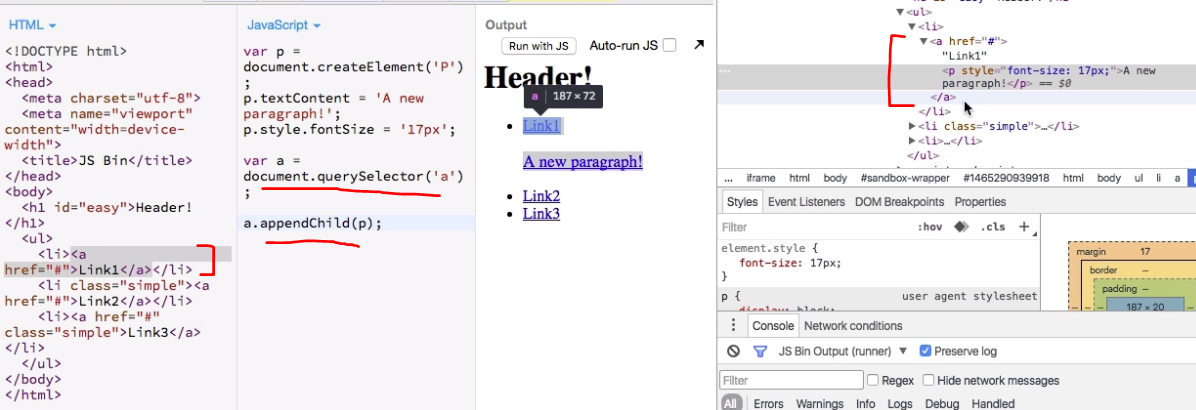 HTML
<!DOCTYPE html>
<html>
<head>
<meta charset="utf-8">
<meta name="viewport"
content="width=device-
width">
<title>JS Bin</title>
</head>
<body>
<h1 id="easy">Header!
</h1>
<ul>
<li><a
href="#">Link1</a></li>
<li class="simple"><a
href="#">Link2</a></li>
<li><a href="#"
class="simple">Link3</a>
</li>
</ul>
</body>
</html>
JavaScript
var p =
document.createElement('P')
;
p.textContent = 'A new
paragraph!';
p.style.fontSize = '17px';
var a =
document.querySelector('a')
;
a.appendChild(p);
Output
Run with JS
Auto-run JS
Header!
a | 187 × 72
Link1
A new paragraph!
Link2
Link3
<ul>
<li>
<a href="#">
"Link1"
<p style="font-size: 17px;">A new
paragraph!</p> == $0
</a>
</li>
<li class="simple">…</li>
<li>…</li>
</ul>
... iframe html body #sandbox-wrapper #1465290939918 html body ul li a
Styles Event Listeners DOM Breakpoints Properties
Filter :hov .cls +
element.style {
font-size: 17px;
}
p { user agent stylesheet
display: block;
margin 17
border –
padding –
187 × 20
Console Network conditions
JS Bin Output (runner) Preserve log
Filter Regex Hide network messages
All Errors Warnings Info Logs Debug Handled